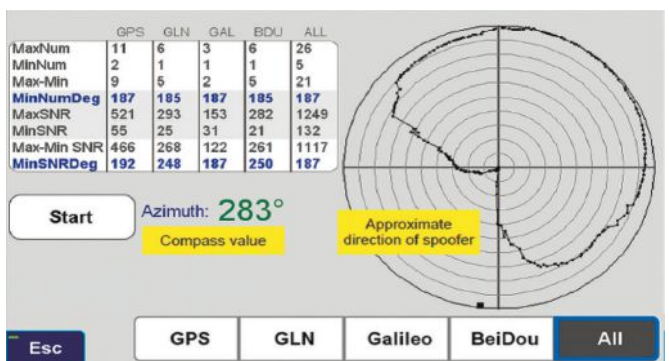 GPS GLN GAL BDU ALL
MaxNum 11 6 3 6 26
MinNum 2 1 1 1 5
Max-Min 9 5 2 5 21
MinNumDeg 187 185 187 185 187
MaxSNR 521 293 153 282 1249
MinSNR 55 25 31 21 132
Max-Min SNR 466 268 122 261 1117
MinSNRDeg 192 248 187 250 187
Start
Azimuth: 283°
Compass value
Approximate
direction of spoofer
Esc
GPS GLN Galileo BeiDou All